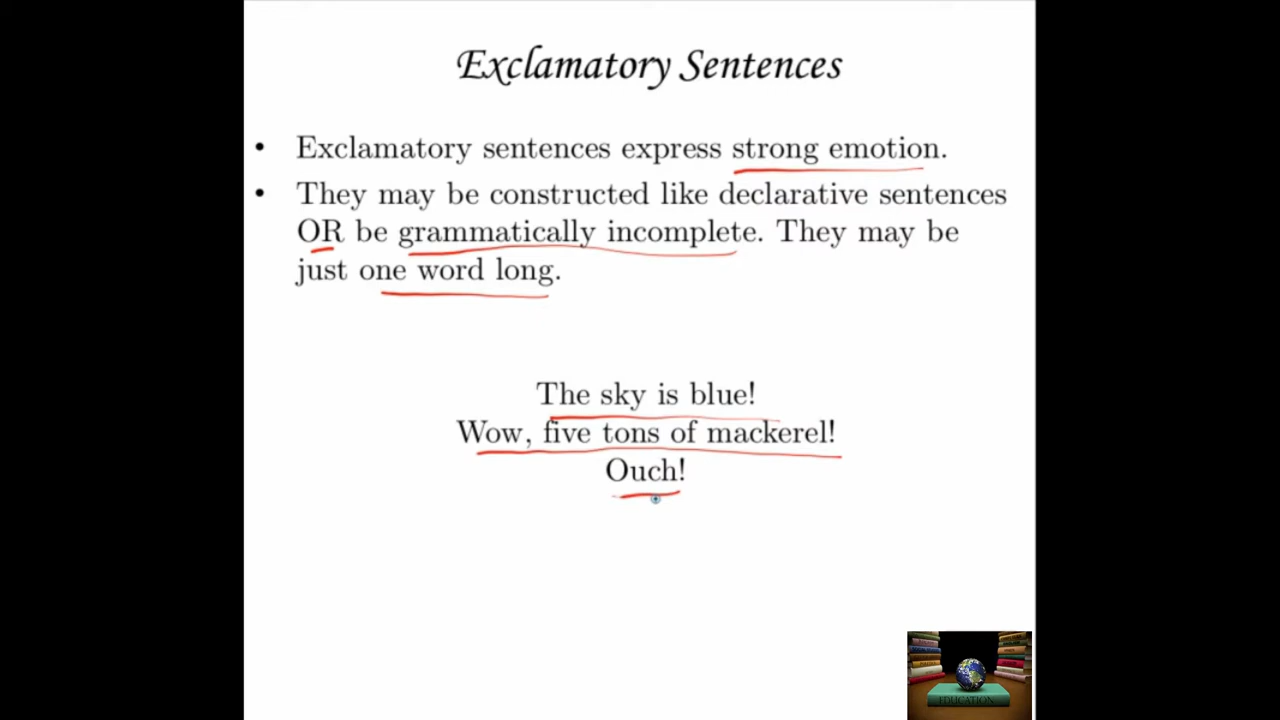 Exclamatory Sentences
• Exclamatory sentences express strong emotion.
• They may be constructed like declarative sentences
OR be grammatically incomplete. They may be
just one word long.
The sky is blue!
Wow, five tons of mackerel!
Ouch!
EDUCATION